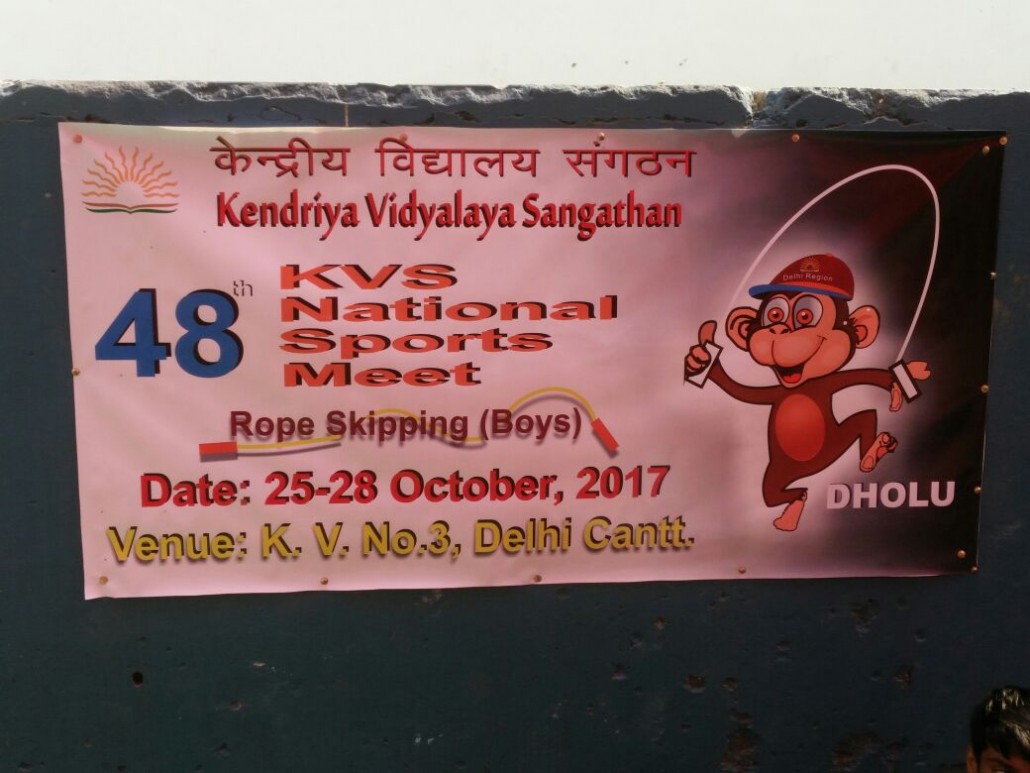 केन्द्रीय विद्यालय संगठन
Kendriya Vidyalaya Sangathan
48th KVS
National
Sports
Meet
Rope Skipping (Boys)
Date: 25-28 October, 2017
Venue: K. V. No.3, Delhi Cantt.
Delhi Region
DHOLU